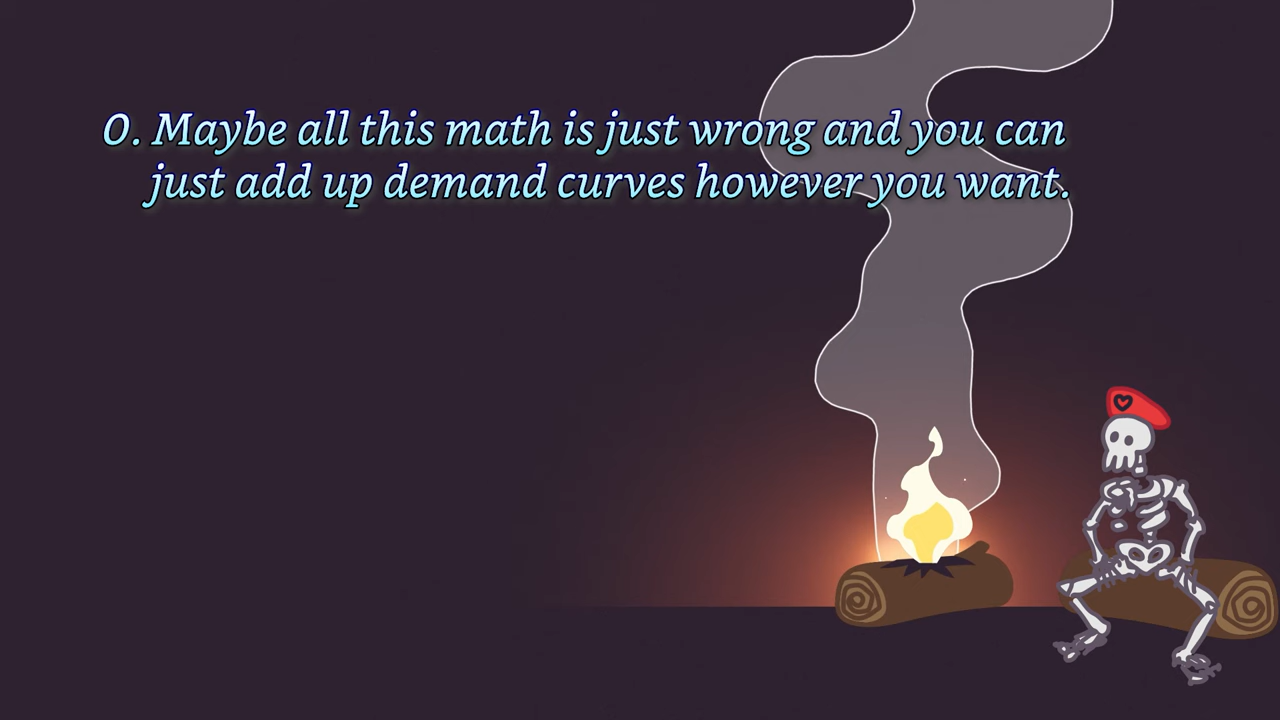 0. Maybe all this math is just wrong and you can
just add up demand curves however you want.